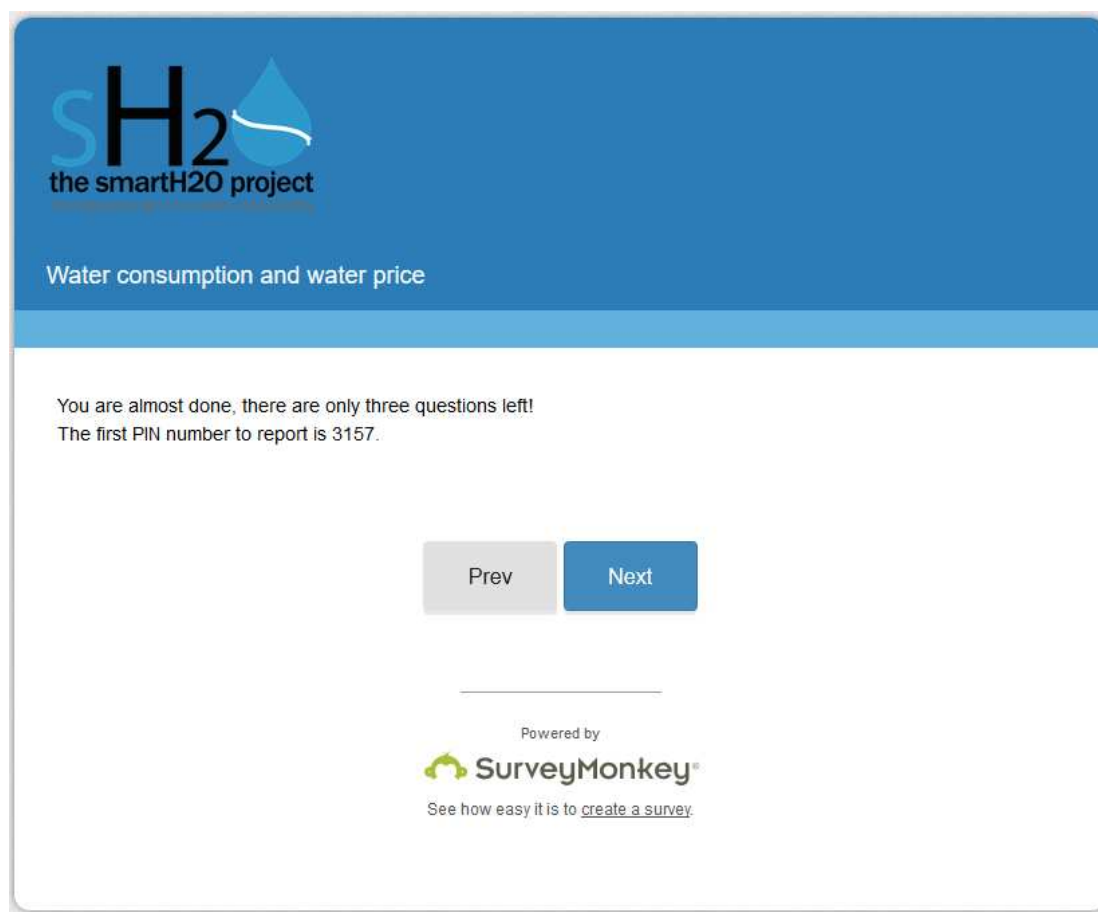 sH2
the smartH2O project
Water consumption and water price
You are almost done, there are only three questions left!
The first PIN number to report is 3157.
Prev
Next
Powered by
SurveyMonkey®
See how easy it is to create a survey.